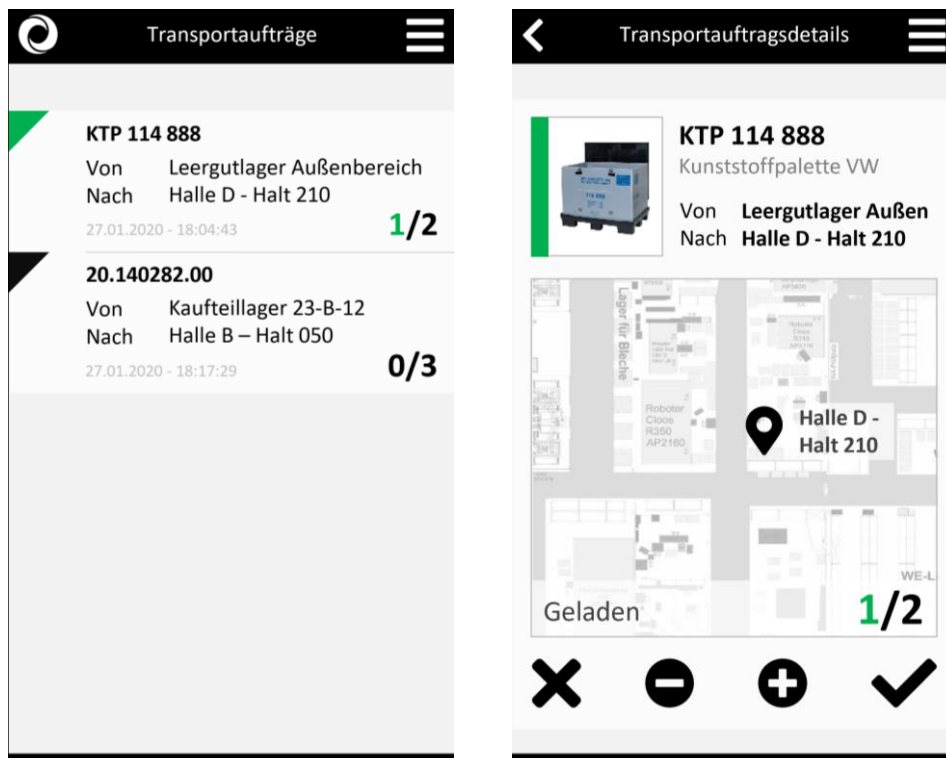 Transportaufträge
KTP 114 888
Von Leergutlager Außenbereich
Nach Halle D - Halt 210
27.01.2020 - 18:04:43
1/2
20.140282.00
Von Kaufteillager 23-B-12
Nach Halle B – Halt 050
27.01.2020 - 18:17:29
0/3
Transportauftragsdetails
KTP 114 888
Kunststoffpalette VW
Von Leergutlager Außen
Nach Halle D - Halt 210
Lager für Bleche
Roboter
Cloos
R350
AP2160
Halle D -
Halt 210
WE-L
Geladen
1/2